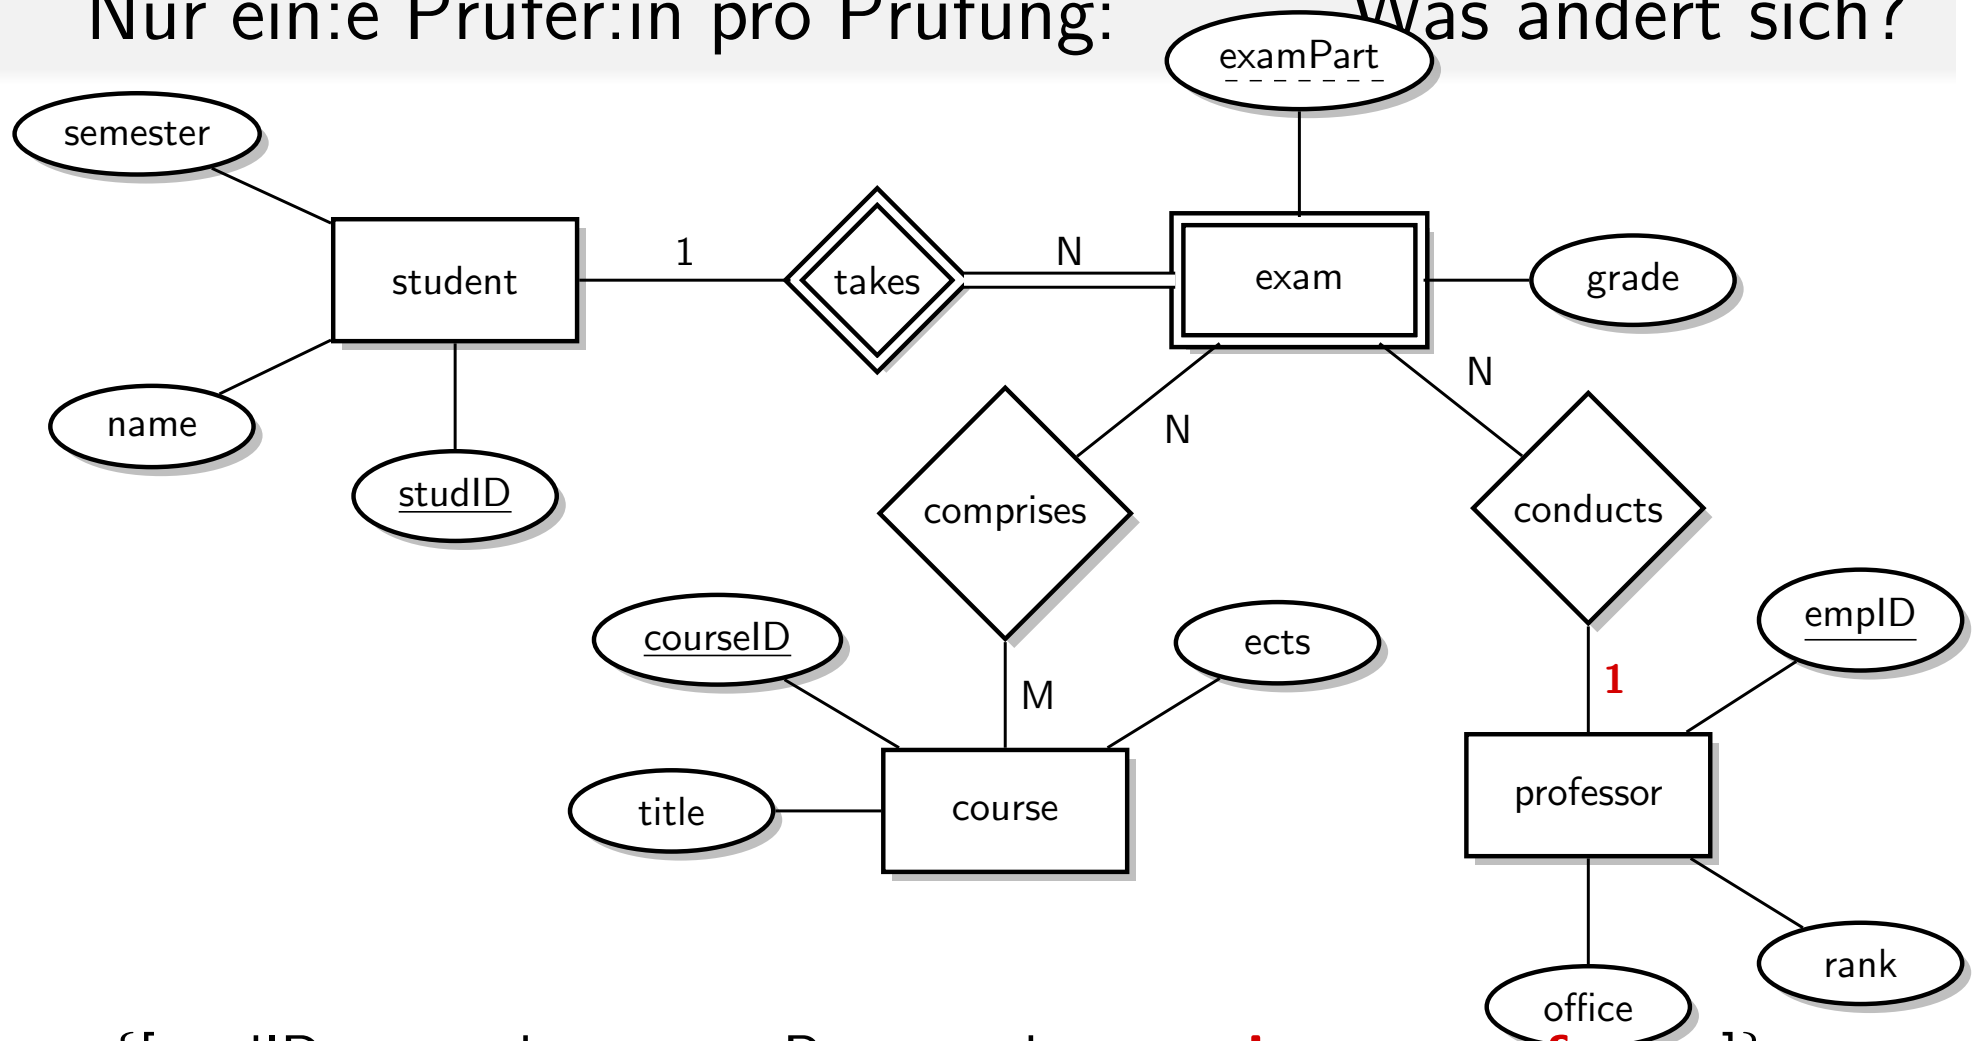 Nur ein:e Prüfer:in pro Prüfung: Was ändert sich?
examPart
semester
student
1
takes
N
exam
grade
name
studID
N
N
comprises
conducts
courseID
ects
M
empID
1
title
course
professor
office
rank